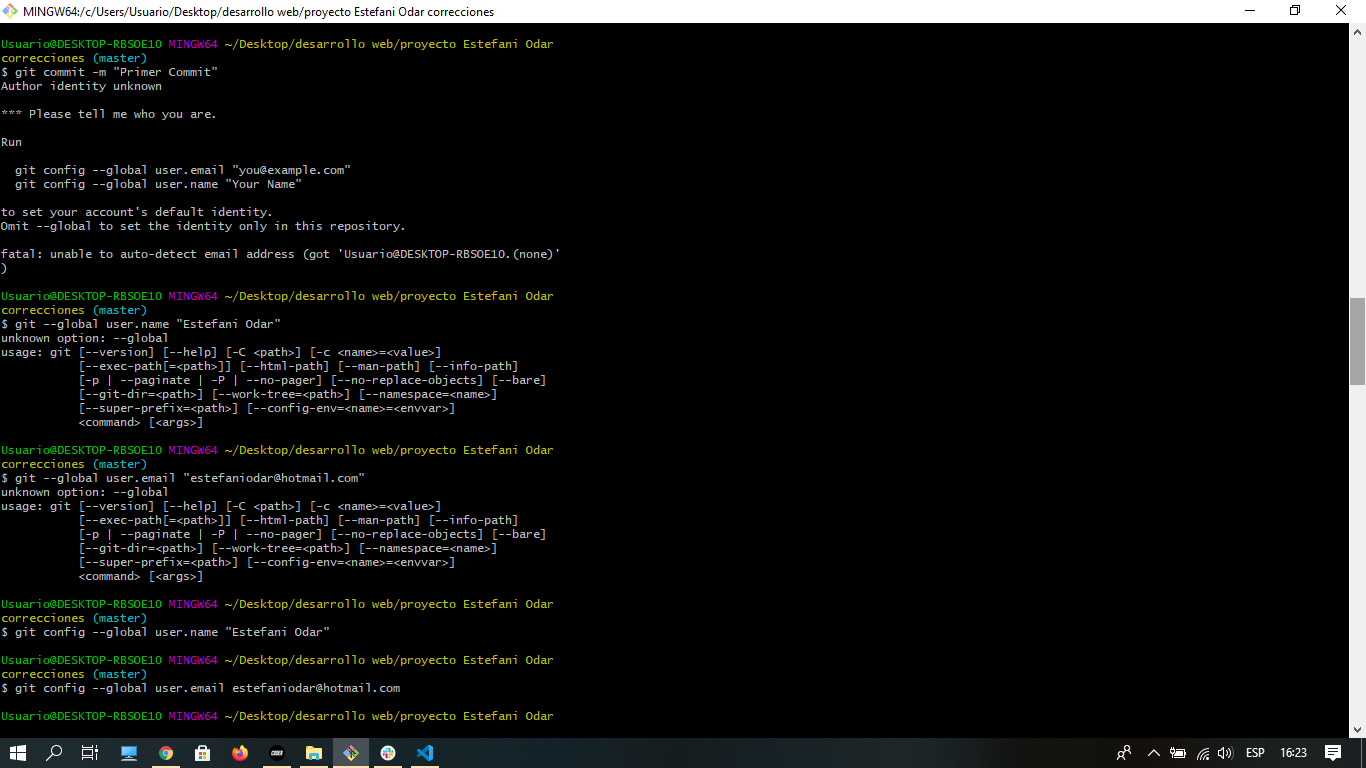 MINGW64:/c/Users/Usuario/Desktop/desarrollo web/proyecto Estefani Odar correcciones
Usuario@DESKTOP-RBSOE1O MINGW64 ~/Desktop/desarrollo web/proyecto Estefani Odar
correcciones (master)
$ git commit -m "Primer Commit"
Author identity unknown
*** Please tell me who you are.
Run
git config --global user.email "you@example.com"
git config --global user.name "Your Name"
to set your account's default identity.
Omit --global to set the identity only in this repository.
fatal: unable to auto-detect email address (got 'Usuario@DESKTOP-RBSOE1O.(none)'
)
Usuario@DESKTOP-RBSOE1O MINGW64 ~/Desktop/desarrollo web/proyecto Estefani Odar
correcciones (master)
$ git --global user.name "Estefani Odar"
unknown option: --global
usage: git [--version] [--help] [-C <path>] [-c <name>=<value>]
[--exec-path[=<path>]] [--html-path] [--man-path] [--info-path]
[-p | --paginate | -P | --no-pager] [--no-replace-objects] [--bare]
[--git-dir=<path>] [--work-tree=<path>] [--namespace=<name>]
[--super-prefix=<path>] [--config-env=<name>=<envvar>]
<command> [<args>]
Usuario@DESKTOP-RBSOE1O MINGW64 ~/Desktop/desarrollo web/proyecto Estefani Odar
correcciones (master)
$ git --global user.email "estefaniodar@hotmail.com"
unknown option: --global
usage: git [--version] [--help] [-C <path>] [-c <name>=<value>]
[--exec-path[=<path>]] [--html-path] [--man-path] [--info-path]
[-p | --paginate | -P | --no-pager] [--no-replace-objects] [--bare]
[--git-dir=<path>] [--work-tree=<path>] [--namespace=<name>]
[--super-prefix=<path>] [--config-env=<name>=<envvar>]
<command> [<args>]
Usuario@DESKTOP-RBSOE1O MINGW64 ~/Desktop/desarrollo web/proyecto Estefani Odar
correcciones (master)
$ git config --global user.name "Estefani Odar"
Usuario@DESKTOP-RBSOE1O MINGW64 ~/Desktop/desarrollo web/proyecto Estefani Odar
correcciones (master)
$ git config --global user.email estefaniodar@hotmail.com
Usuario@DESKTOP-RBSOE1O MINGW64 ~/Desktop/desarrollo web/proyecto Estefani Odar
CODER
ESP
16:23